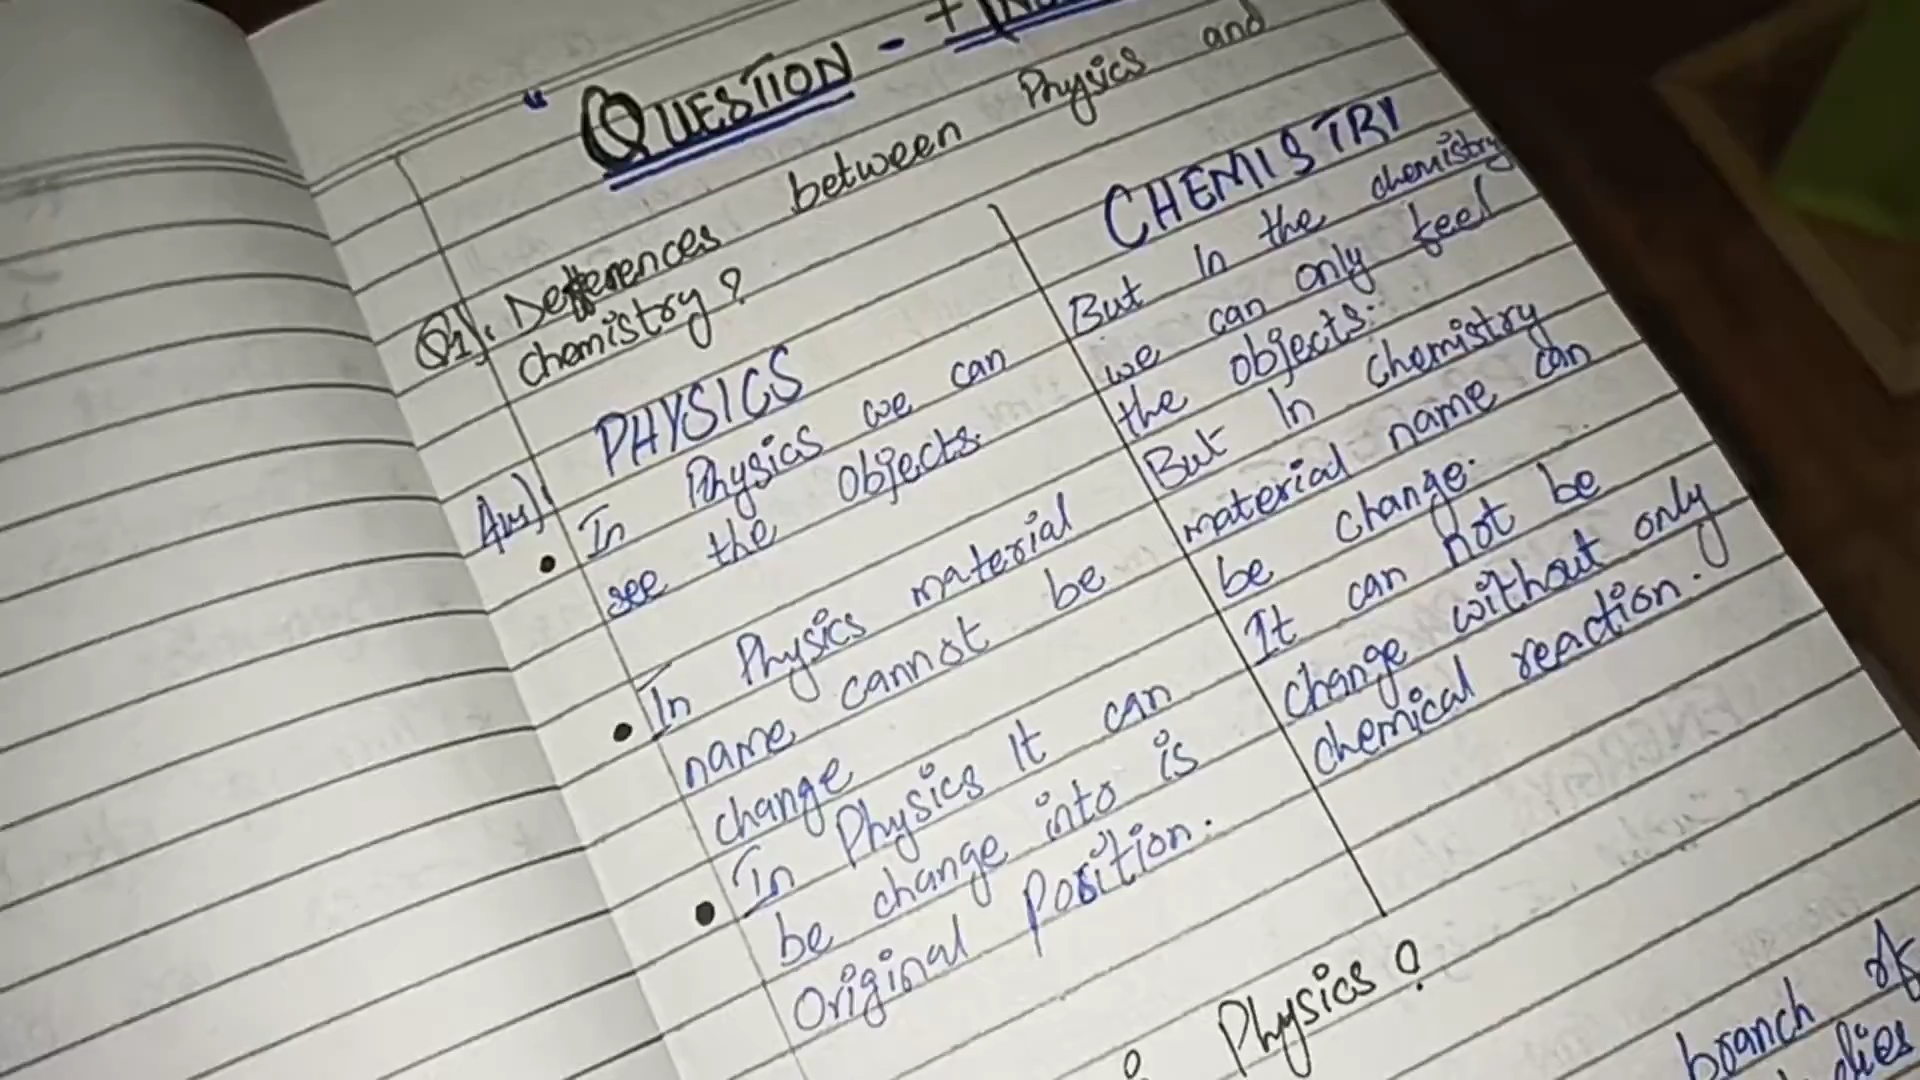 " QUESTION -
Q1): Defferences between Physics and
chemistry?
PHYSICS
Ans):
In Physics we can
see the objects.
In Physics material
name cannot be
change
In Physics It can
be change into is
Original Position.
CHEMISTRY
But In the chemistry
we can only feel
the objects.
But In Chemistry
material name can
be change.
It can not be
change without only
chemical reaction.
Physics?
branch of